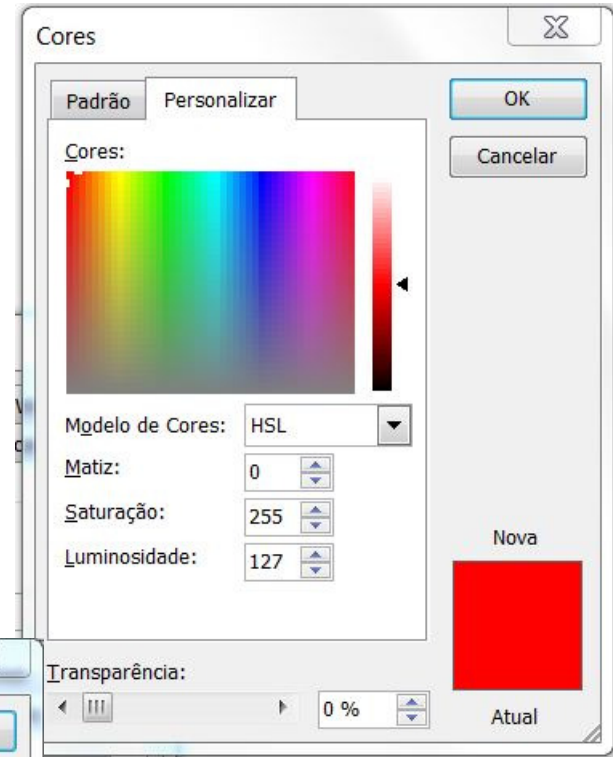 Cores
Padrão Personalizar
OK
Cores:
Cancelar
Modelo de Cores: HSL
Matiz: 0
Saturação: 255
Luminosidade: 127
Nova
Transparência:
0 %
Atual